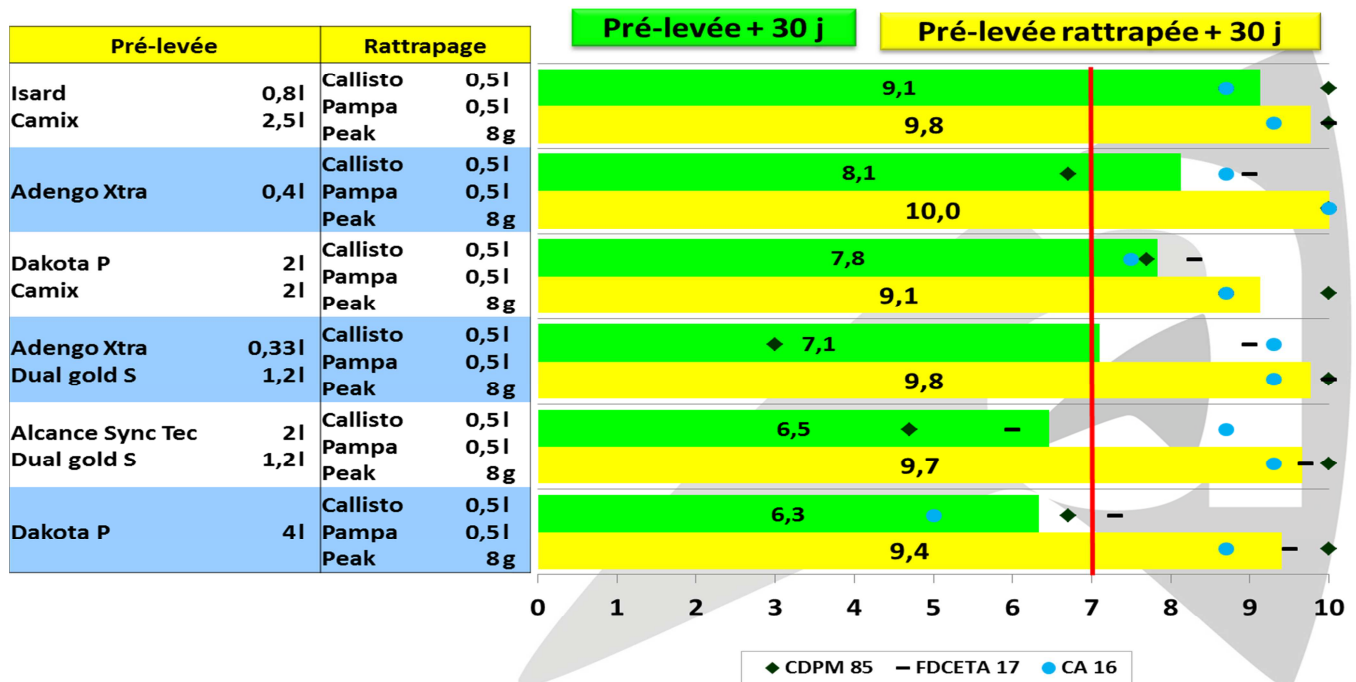 Pré-levée + 30 j
Pré-levée rattrapée + 30 j
Pré-levée Rattrapage
Isard 0,8l
Camix 2,5l
Callisto 0,5l
Pampa 0,5l
Peak 8g
9,1
9,8
Adengo Xtra 0,4l
Callisto 0,5l
Pampa 0,5l
Peak 8g
8,1
10,0
Dakota P 2l
Camix 2l
Callisto 0,5l
Pampa 0,5l
Peak 8g
7,8
9,1
Adengo Xtra 0,33l
Dual gold S 1,2l
Callisto 0,5l
Pampa 0,5l
Peak 8g
7,1
9,8
Alcance Sync Tec 2l
Dual gold S 1,2l
Callisto 0,5l
Pampa 0,5l
Peak 8g
6,5
9,7
Dakota P 4l
Callisto 0,5l
Pampa 0,5l
Peak 8g
6,3
9,4
0 1 2 3 4 5 6 7 8 9 10
CDPM 85 FDCETA 17 CA 16